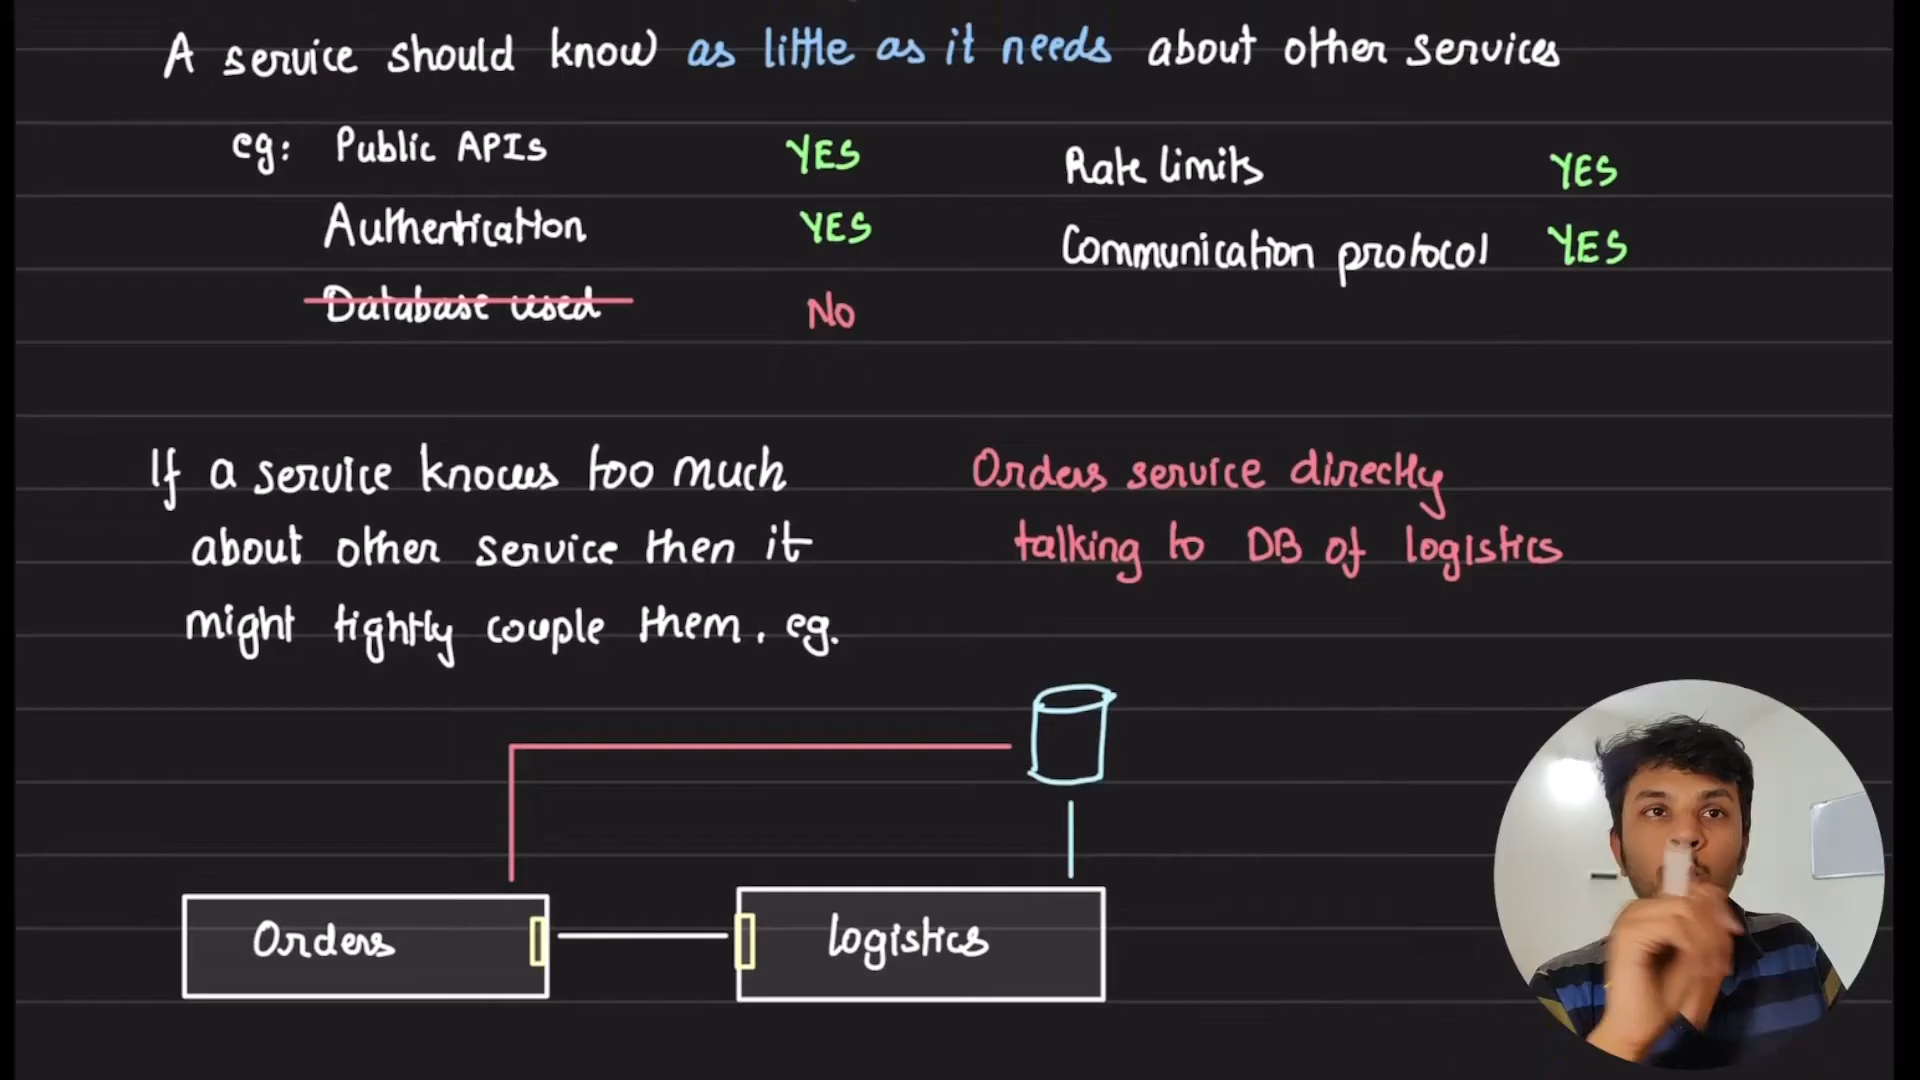 A service should know as little as it needs about other services
eg: Public APIs YES
Authentication YES
Database used No
Rate limits YES
Communication protocol YES
If a service knows too much
about other service then it
might tightly couple them. eg.
Orders service directly
talking to DB of logistics
Orders
logistics